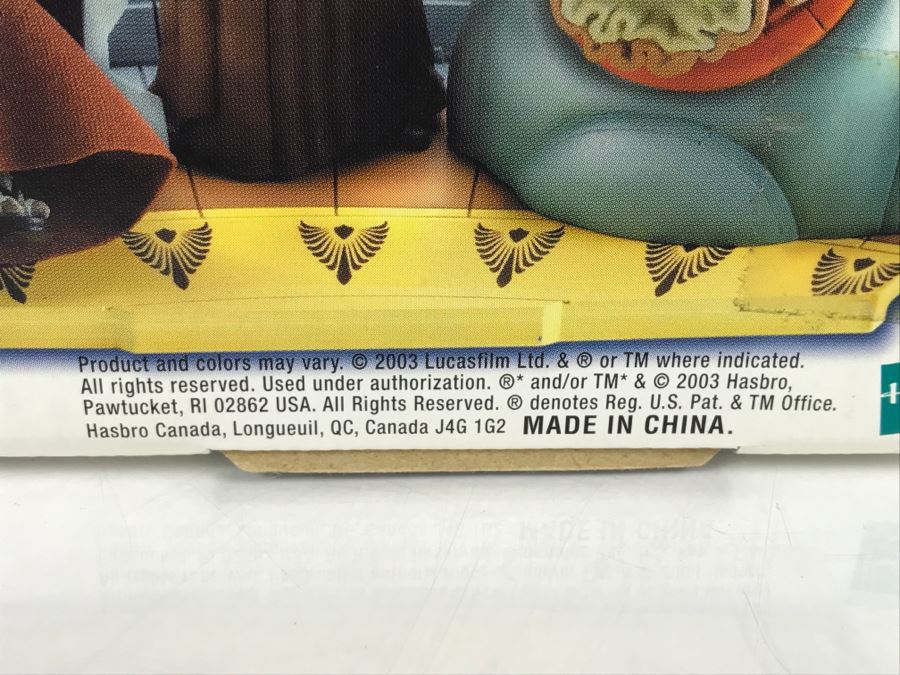 Product and colors may vary. © 2003 Lucasfilm Ltd. & ® or TM where indicated.
All rights reserved. Used under authorization. ®* and/or TM* & © 2003 Hasbro,
Pawtucket, RI 02862 USA. All Rights Reserved. ® denotes Reg. U.S. Pat. & TM Office.
Hasbro Canada, Longueuil, QC, Canada J4G 1G2 MADE IN CHINA.